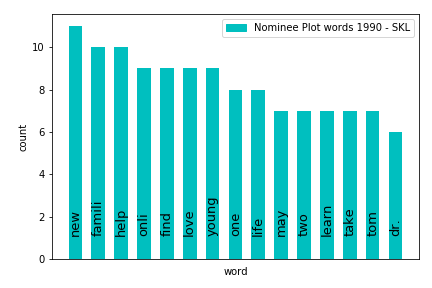 Nominee Plot words 1990 - SKL
10
8
6
4
2
0
count
new
famili
help
onli
find
love
young
one
life
may
two
learn
take
tom
dr.
word